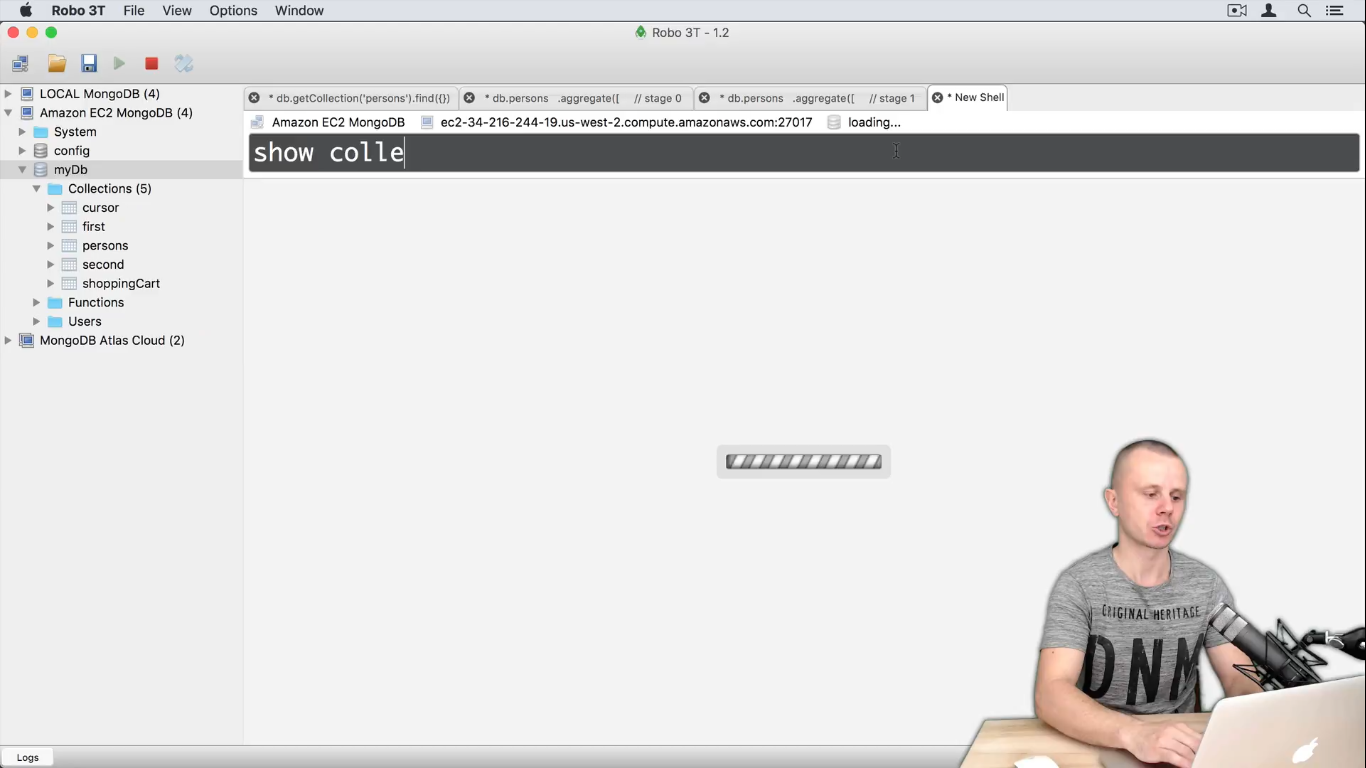 Robo 3T File View Options Window
Robo 3T - 1.2
LOCAL MongoDB (4)
Amazon EC2 MongoDB (4)
System
config
myDb
Collections (5)
cursor
first
persons
second
shoppingCart
Functions
Users
MongoDB Atlas Cloud (2)
* db.getCollection('persons').find({}) * db.persons .aggregate([ // stage 0 * db.persons .aggregate([ // stage 1 * New Shell
Amazon EC2 MongoDB ec2-34-216-244-19.us-west-2.compute.amazonaws.com:27017 loading...
show colle
ORIGINAL HERITAGE
DNM
Logs